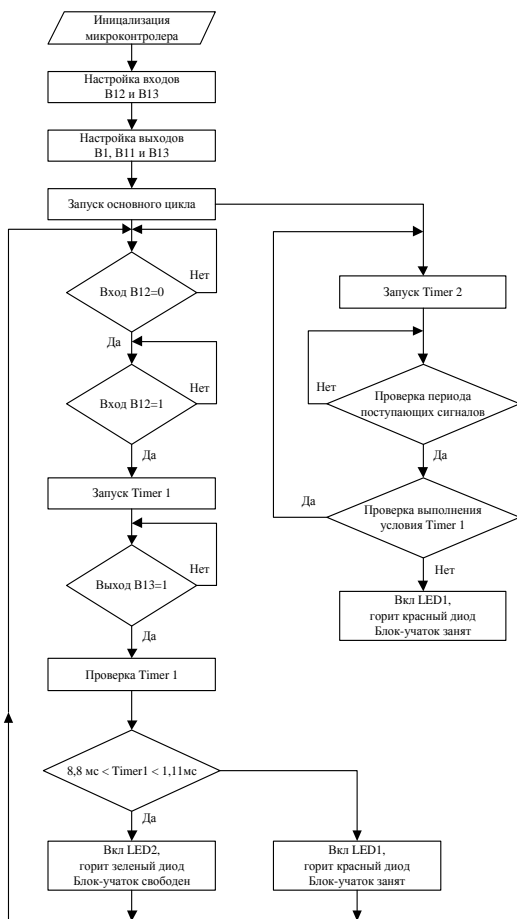 Инициализация
микроконтролера
Настройка входов
В12 и В13
Настройка выходов
В1, В11 и В13
Запуск основного цикла
Вход В12=0
Нет
Да
Вход В12=1
Нет
Да
Запуск Timer 1
Выход В13=1
Нет
Да
Проверка Timer 1
8,8 мс < Timer1 < 1,11мс
Да
Вкл LED2,
горит зеленый диод
Блок-учаток свободен
Вкл LED1,
горит красный диод
Блок-учаток занят
Запуск Timer 2
Проверка периода
поступающих сигналов
Нет
Да
Проверка выполнения
условия Timer 1
Да
Нет
Вкл LED1,
горит красный диод
Блок-учаток занят